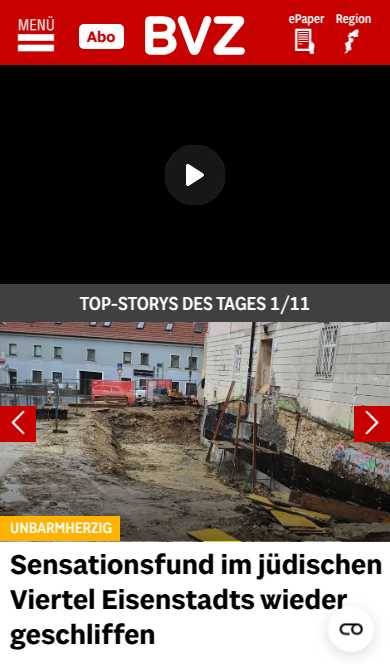 MENÜ
Abo
BVZ
ePaper
Region
TOP-STORYS DES TAGES 1/11
UNBARMHERZIG
Sensationsfund im jüdischen
Viertel Eisenstadts wieder
geschliffen